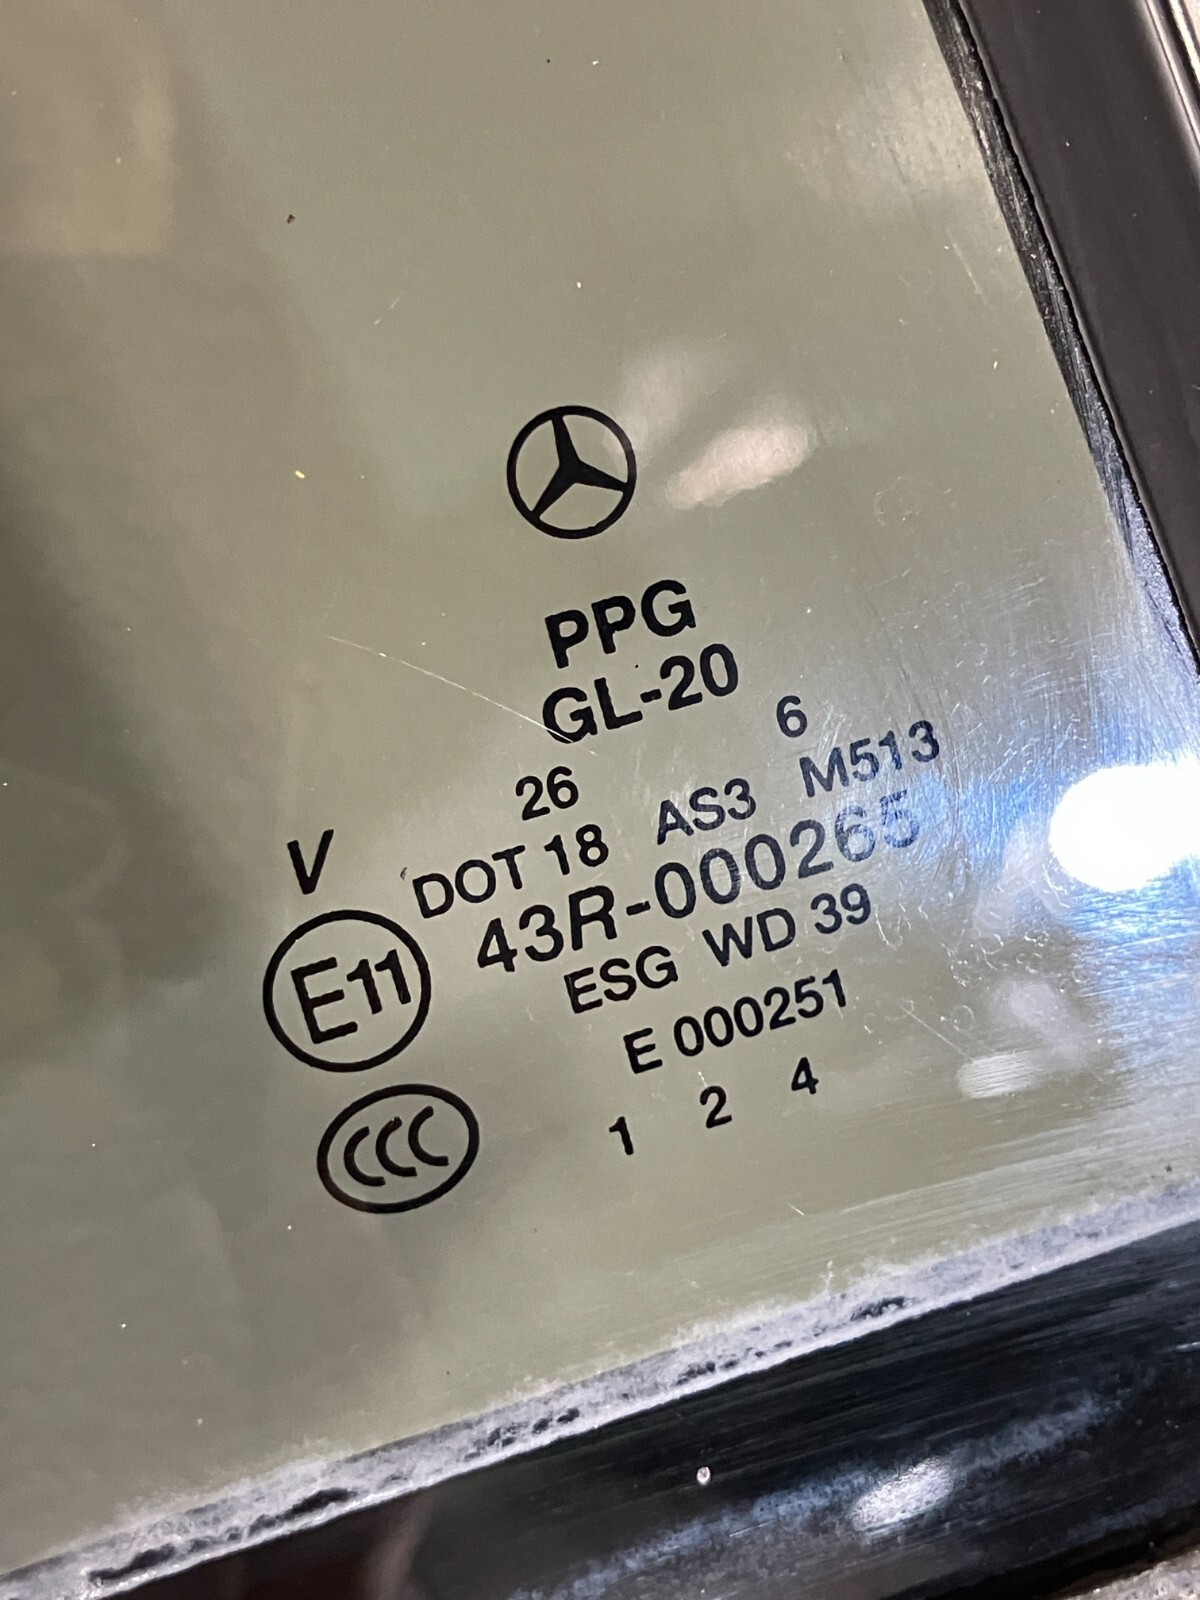 PPG
GL-20
6
26
V DOT 18 AS3 M513
E11 43R-000265
ESG WD 39
E 000251
CCC
1 2 4